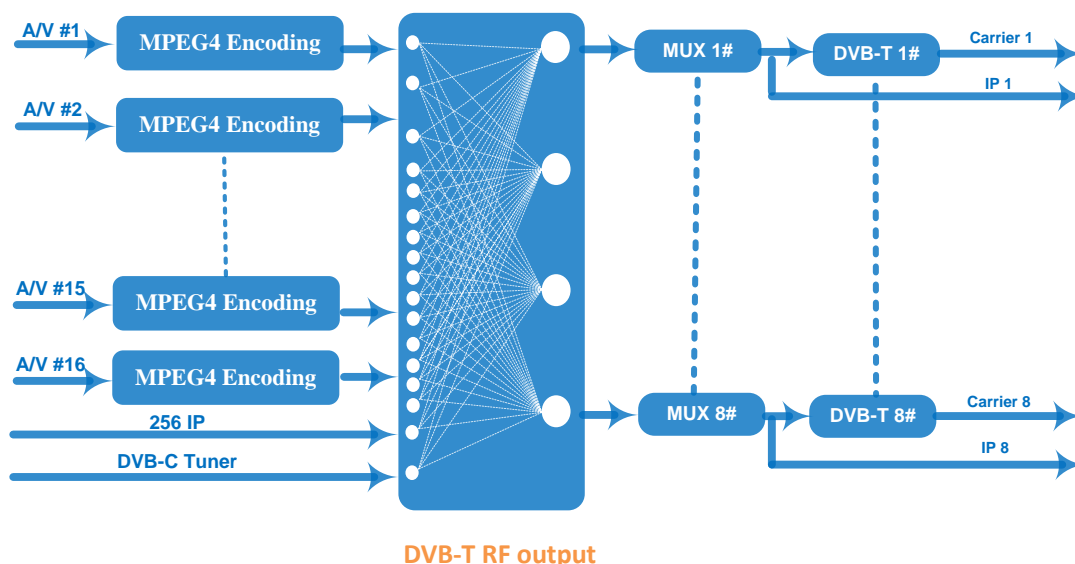 A/V #1
MPEG4 Encoding
MUX 1#
DVB-T 1#
Carrier 1
IP 1
A/V #2
MPEG4 Encoding
A/V #15
MPEG4 Encoding
A/V #16
MPEG4 Encoding
256 IP
DVB-C Tuner
MUX 8#
DVB-T 8#
Carrier 8
IP 8
DVB-T RF output